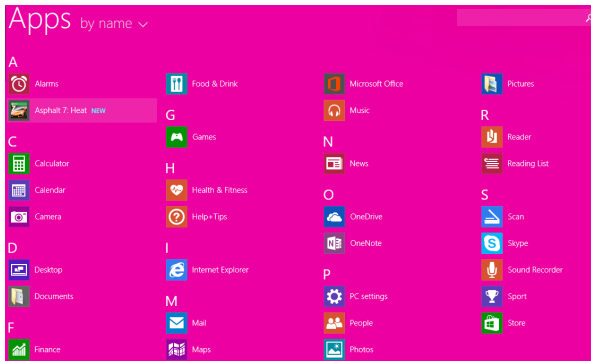 Apps by name
A
Alarms
Asphalt 7: Heat NEW
C
Calculator
Calendar
Camera
D
Desktop
Documents
F
Finance
Food & Drink
G
Games
H
Health & Fitness
Help+Tips
I
Internet Explorer
M
Mail
Maps
Microsoft Office
Music
N
News
O
OneDrive
OneNote
P
PC settings
People
Photos
Pictures
R
Reader
Reading List
S
Scan
Skype
Sound Recorder
Sport
Store